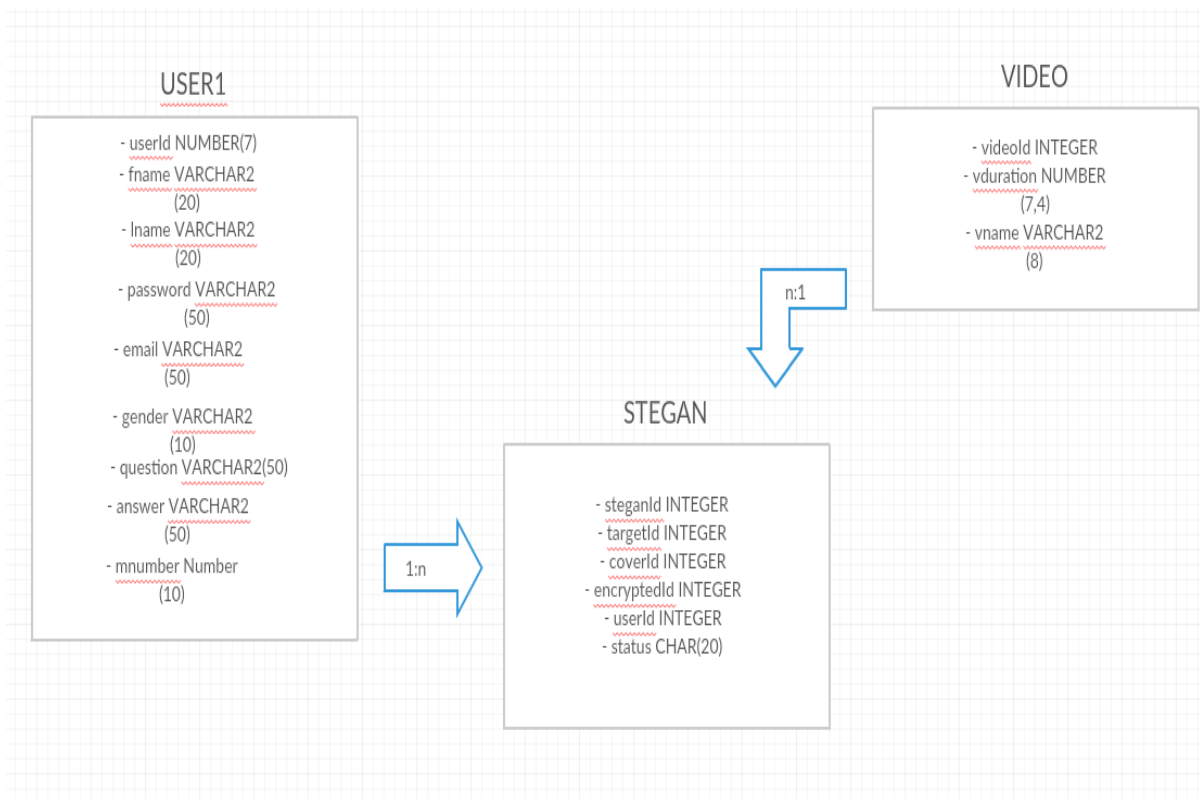 USER1
- userId NUMBER(7)
- fname VARCHAR2
(20)
- lname VARCHAR2
(20)
- password VARCHAR2
(50)
- email VARCHAR2
(50)
- gender VARCHAR2
(10)
- question VARCHAR2(50)
- answer VARCHAR2
(50)
- mnumber Number
(10)
1:n
VIDEO
- videoId INTEGER
- vduration NUMBER
(7,4)
- vname VARCHAR2
(8)
n:1
STEGAN
- steganId INTEGER
- targetId INTEGER
- coverId INTEGER
- encryptedId INTEGER
- userId INTEGER
- status CHAR(20)